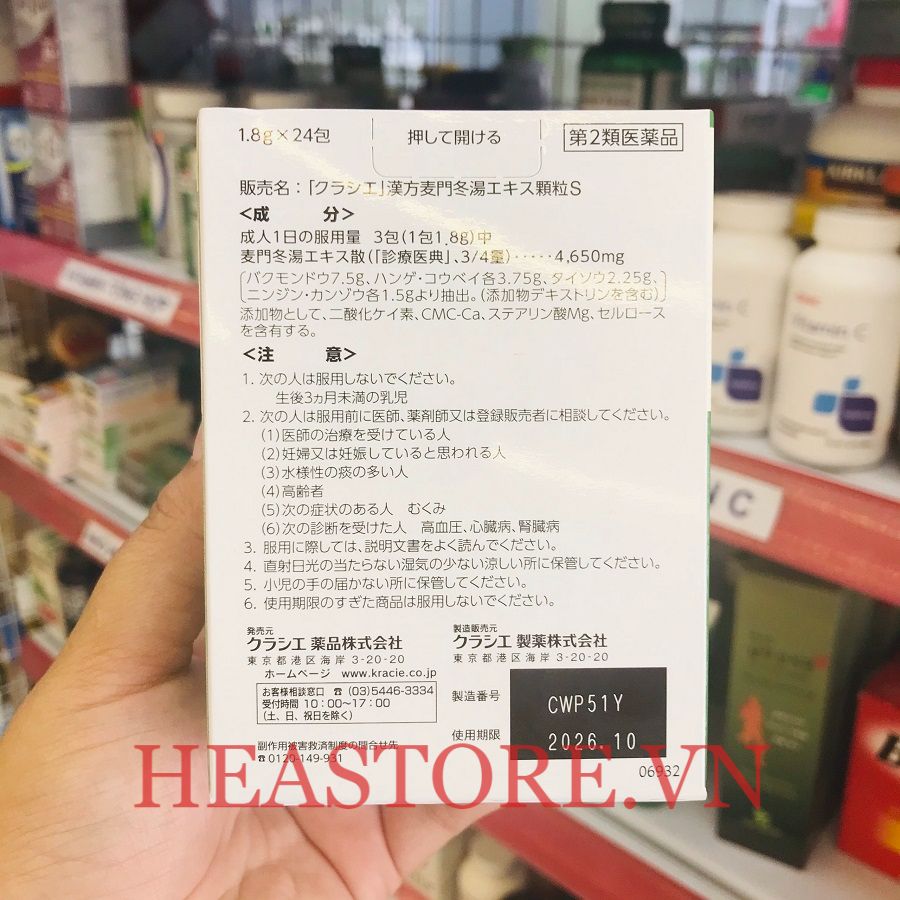 1.8g×24包
押して開ける
第2類医薬品
販売名：「クラシエ」漢方麦門冬湯エキス顆粒S
<成　分>
成人1日の服用量 3包(1包1.8g)中
麦門冬湯エキス散(「診療医典」、3/4量)‥‥‥4,650mg
バクモンドウ7.5g、ハンゲ・コウベイ各3.75g、タイソウ2.25g、
ニンジン・カンゾウ各1.5gより抽出。(添加物デキストリンを含む)
添加物として、二酸化ケイ素、CMC-Ca、ステアリン酸Mg、セルロース
を含有する。
<注　意>
1. 次の人は服用しないでください。
生後3ヵ月未満の乳児
2. 次の人は服用前に医師、薬剤師又は登録販売者に相談してください。
(1)医師の治療を受けている人
(2)妊婦又は妊娠していると思われる人
(3)水様性の痰の多い人
(4)高齢者
(5)次の症状のある人 むくみ
(6)次の診断を受けた人 高血圧、心臓病、腎臓病
3. 服用に際しては、説明文書をよく読んでください。
4. 直射日光の当たらない湿気の少ない涼しい所に保管してください。
5. 小児の手の届かない所に保管してください。
6. 使用期限のすぎた商品は服用しないでください。
発売元
クラシエ 薬品株式会社
東京都港区海岸 3-20-20
ホームページ www.kracie.co.jp
お客様相談窓口 ☎ (03)5446-3334
受付時間 10:00〜17:00
(土、日、祝日を除く)
副作用被害救済制度の問合せ先
☎0120-149-931
製造販売元
クラシエ 製薬株式会社
東京都港区海岸 3-20-20
製造番号 CWP51Y
使用期限 2026.10
06932
HEASTORE.VN
Vitamin C
IN C